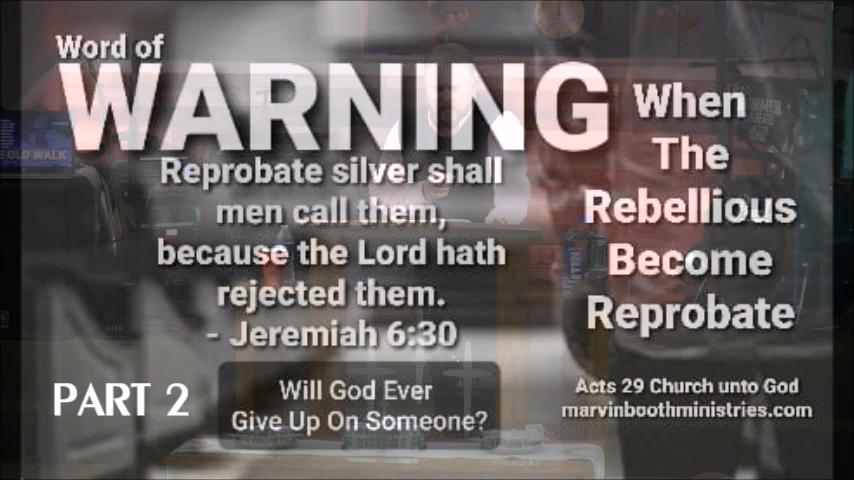 Word of
WARNING
Reprobate silver shall
men call them,
because the Lord hath
rejected them.
- Jeremiah 6:30
When
The
Rebellious
Become
Reprobate
PART 2
Will God Ever
Give Up On Someone?
Acts 29 Church unto God
marvinboothministries.com
OLD WALK